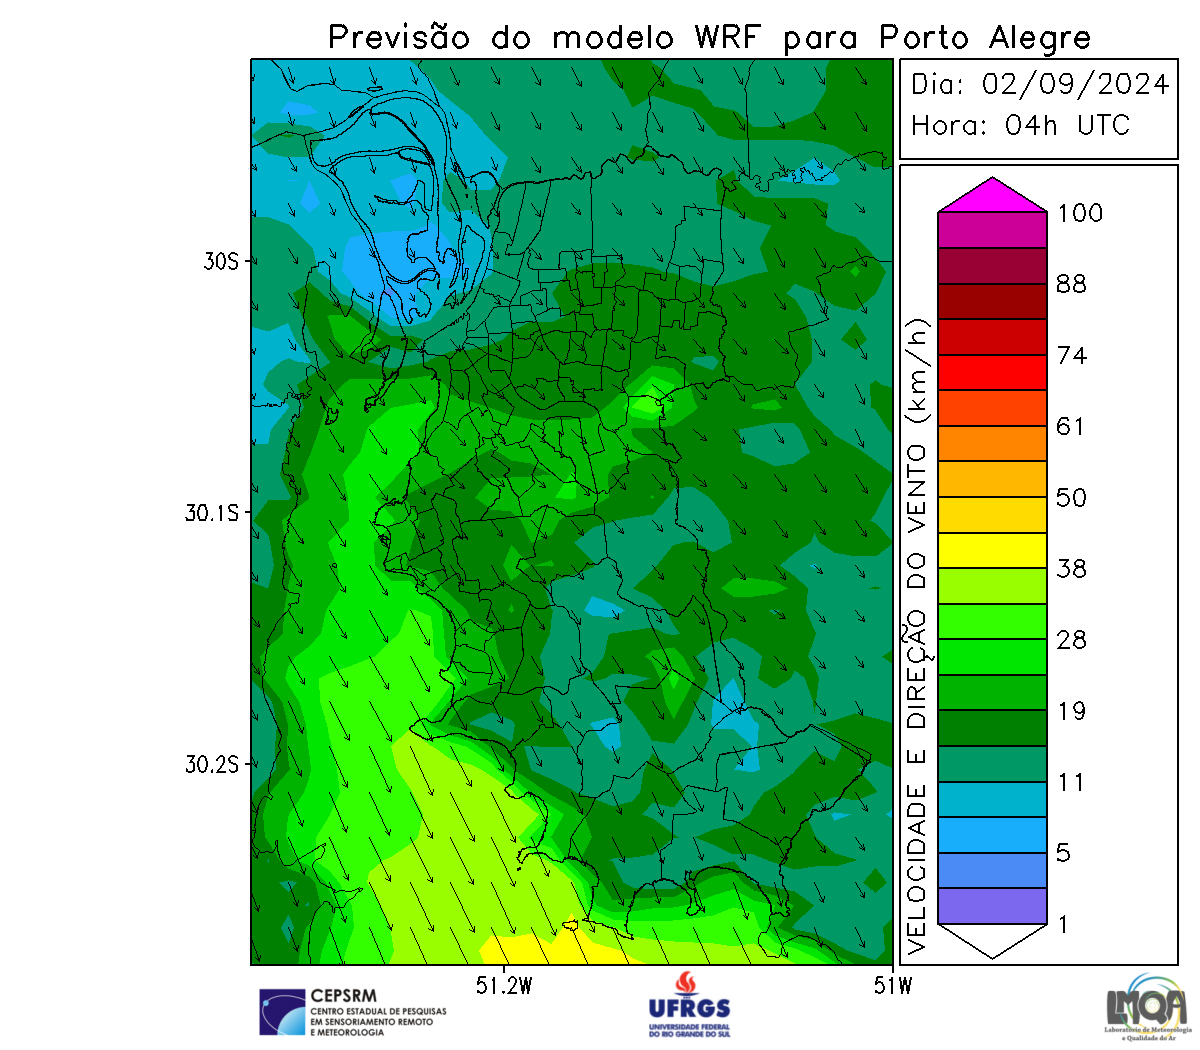 Previsão do modelo WRF para Porto Alegre
Dia: 02/09/2024
Hora: 04h UTC
30S
30.1S
30.2S
51.2W
51W
VELOCIDADE E DIREÇÃO DO VENTO (km/h)
100
88
74
61
50
38
28
19
11
5
1
CEPSRM
CENTRO ESTADUAL DE PESQUISAS
EM SENSORIAMENTO REMOTO
E METEOROLOGIA
UFRGS
UNIVERSIDADE FEDERAL
DO RIO GRANDE DO SUL
LMQA
Laboratório de Meteorologia
e Qualidade do Ar